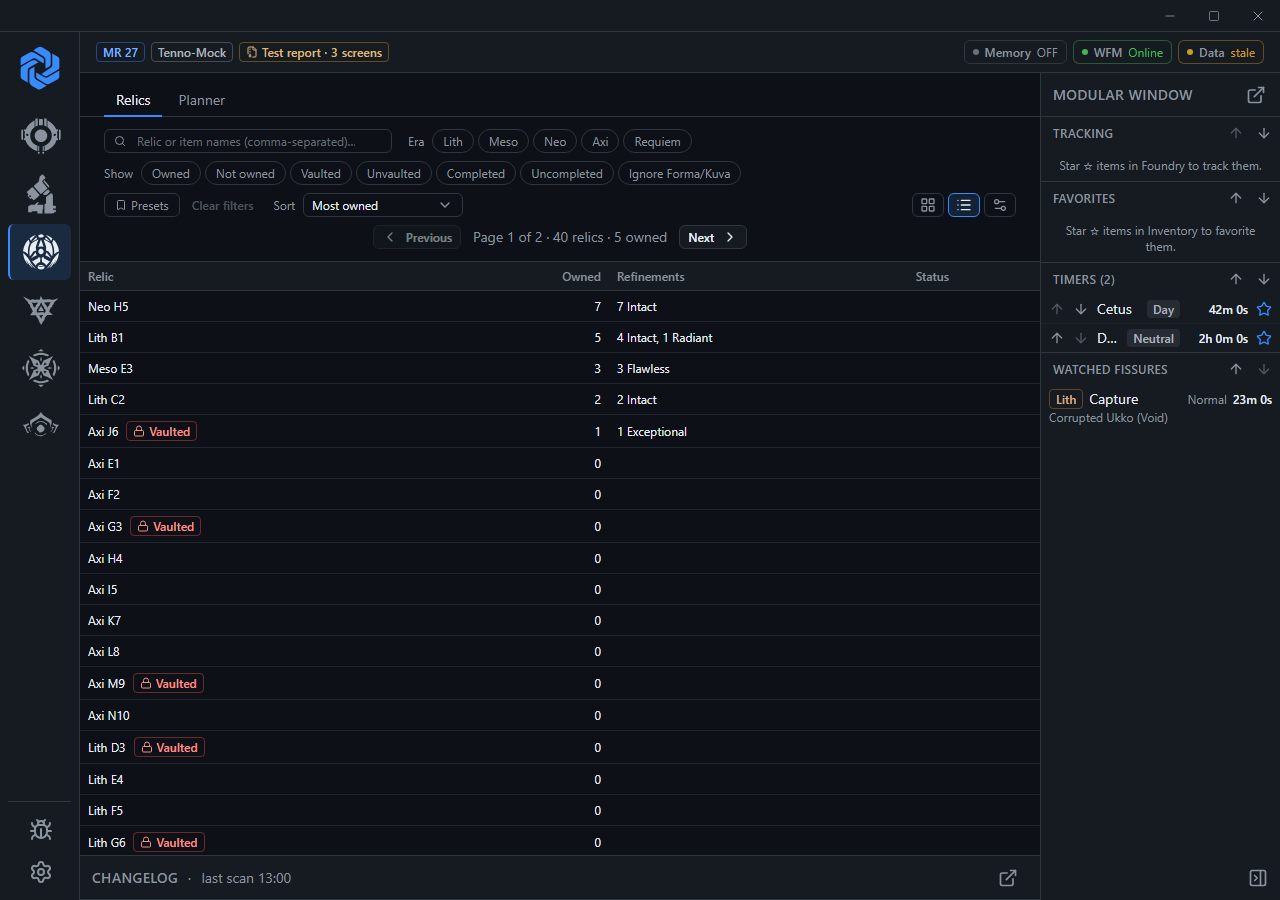 MR 27 Tenno-Mock Test report · 3 screens Memory OFF WFM Online Data stale
Relics Planner
Relic or item names (comma-separated)... Era Lith Meso Neo Axi Requiem
Show Owned Not owned Vaulted Unvaulted Completed Uncompleted Ignore Forma/Kuva
Presets Clear filters Sort Most owned
Previous Page 1 of 2 · 40 relics · 5 owned Next
Relic Owned Refinements Status
Neo H5 7 7 Intact
Lith B1 5 4 Intact, 1 Radiant
Meso E3 3 3 Flawless
Lith C2 2 2 Intact
Axi J6 Vaulted 1 1 Exceptional
Axi E1 0
Axi F2 0
Axi G3 Vaulted 0
Axi H4 0
Axi I5 0
Axi K7 0
Axi L8 0
Axi M9 Vaulted 0
Axi N10 0
Lith D3 Vaulted 0
Lith E4 0
Lith F5 0
Lith G6 Vaulted 0
CHANGELOG · last scan 13:00
MODULAR WINDOW
TRACKING
Star ☆ items in Foundry to track them.
FAVORITES
Star ☆ items in Inventory to favorite
them.
TIMERS (2)
Cetus Day 42m 0s
D... Neutral 2h 0m 0s
WATCHED FISSURES
Lith Capture Normal 23m 0s
Corrupted Ukko (Void)